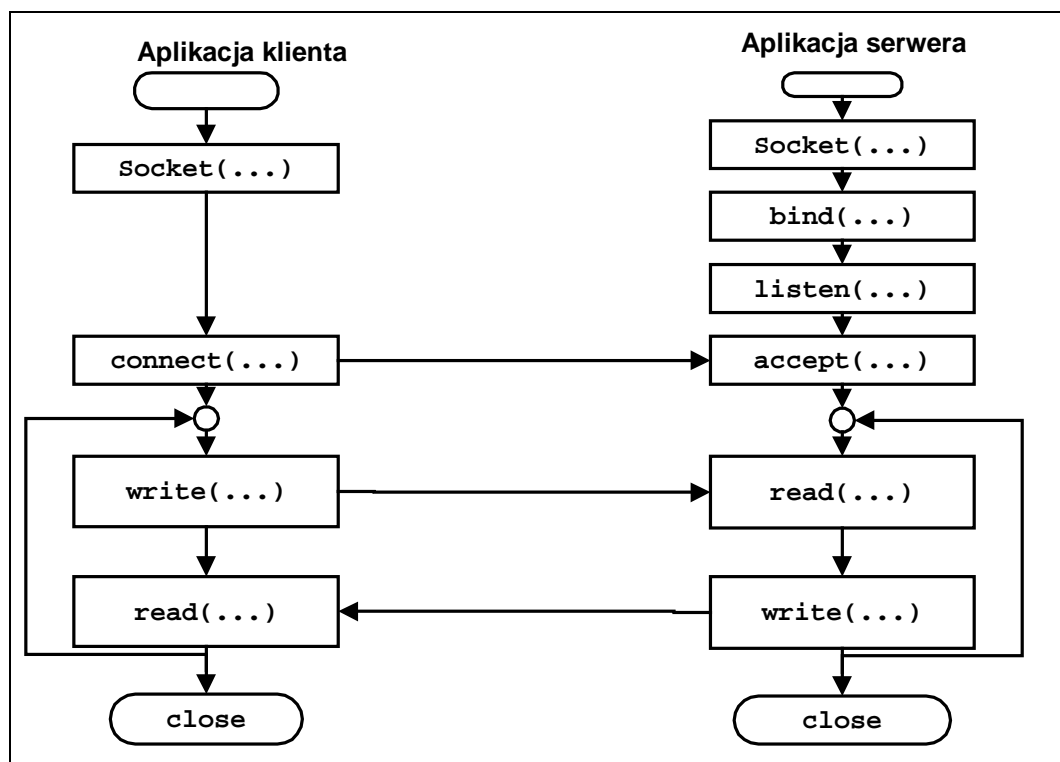 Aplikacja klienta
Socket(...)
connect(...)
write(...)
read(...)
close
Aplikacja serwera
Socket(...)
bind(...)
listen(...)
accept(...)
read(...)
write(...)
close